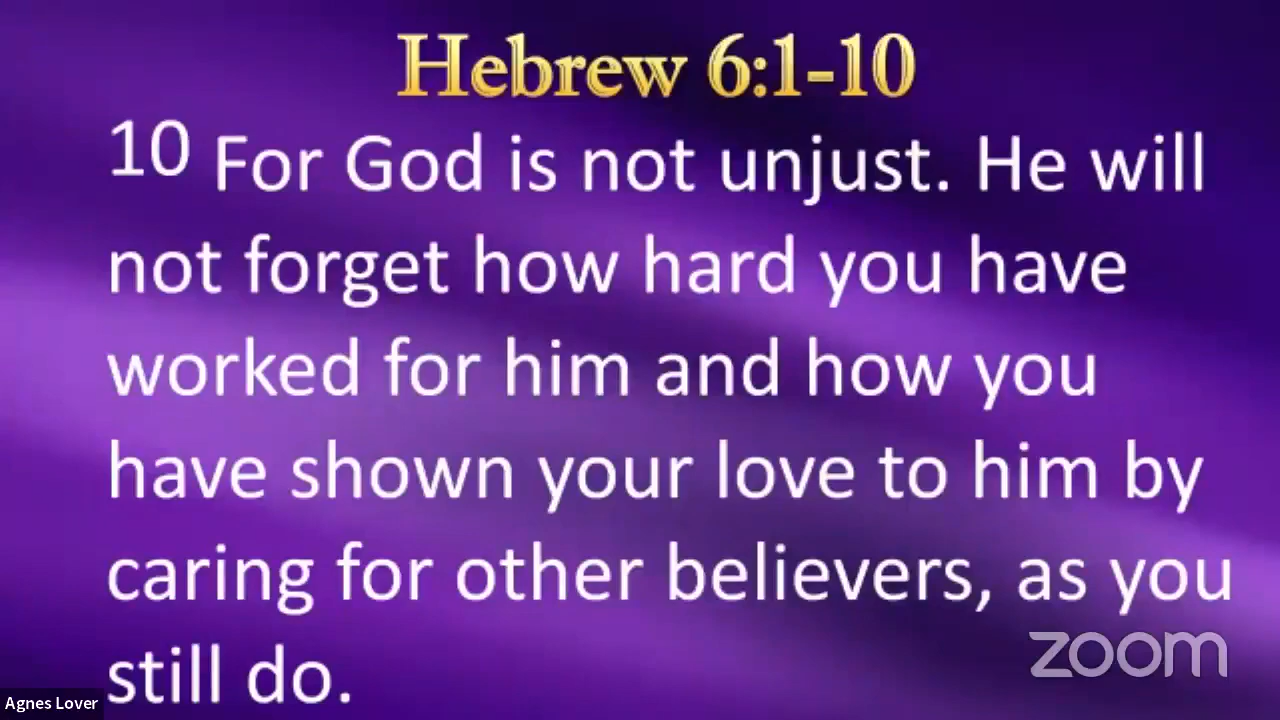 Hebrew 6:1-10
10 For God is not unjust. He will
not forget how hard you have
worked for him and how you
have shown your love to him by
caring for other believers, as you
still do.
zoom
Agnes Lover